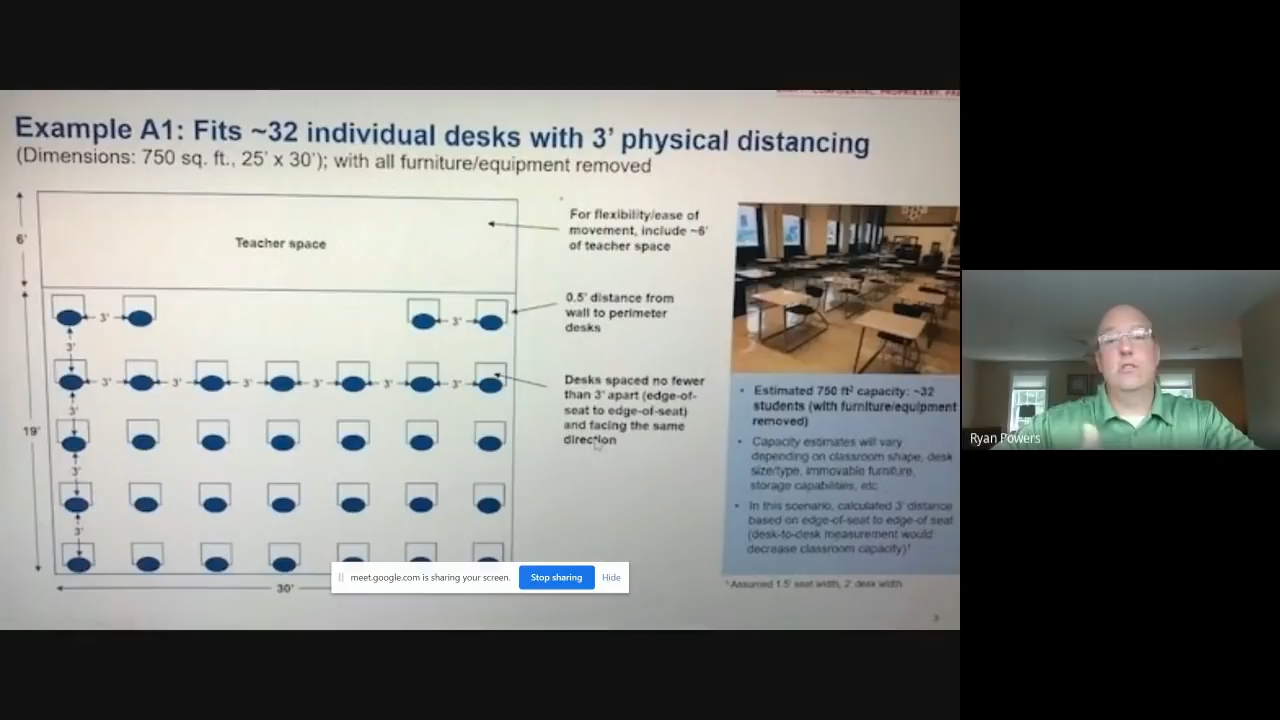 CONFIDENTIAL, PROPRIETARY,
Example A1: Fits ~32 individual desks with 3' physical distancing
(Dimensions: 750 sq. ft., 25' x 30'); with all furniture/equipment removed
6'
Teacher space
For flexibility/ease of
movement, include ~6'
of teacher space
0.5' distance from
wall to perimeter
desks
3'
3'
3'
3'
3'
3'
3'
3'
3'
3'
Desks spaced no fewer
than 3' apart (edge-of-
seat to edge-of-seat)
and facing the same
direction
19'
3'
3'
30'
• Estimated 750 ft² capacity: ~32
students (with furniture/equipment
removed)
• Capacity estimates will vary
depending on classroom shape, desk
size/type, immovable furniture,
storage capabilities, etc.
• In this scenario, calculated 3' distance
based on edge-of-seat to edge-of seat
(desk-to-desk measurement would
decrease classroom capacity)¹
¹Assumed 1.5' seat width, 2' desk width.
3
meet.google.com is sharing your screen.
Stop sharing
Hide
Ryan Powers